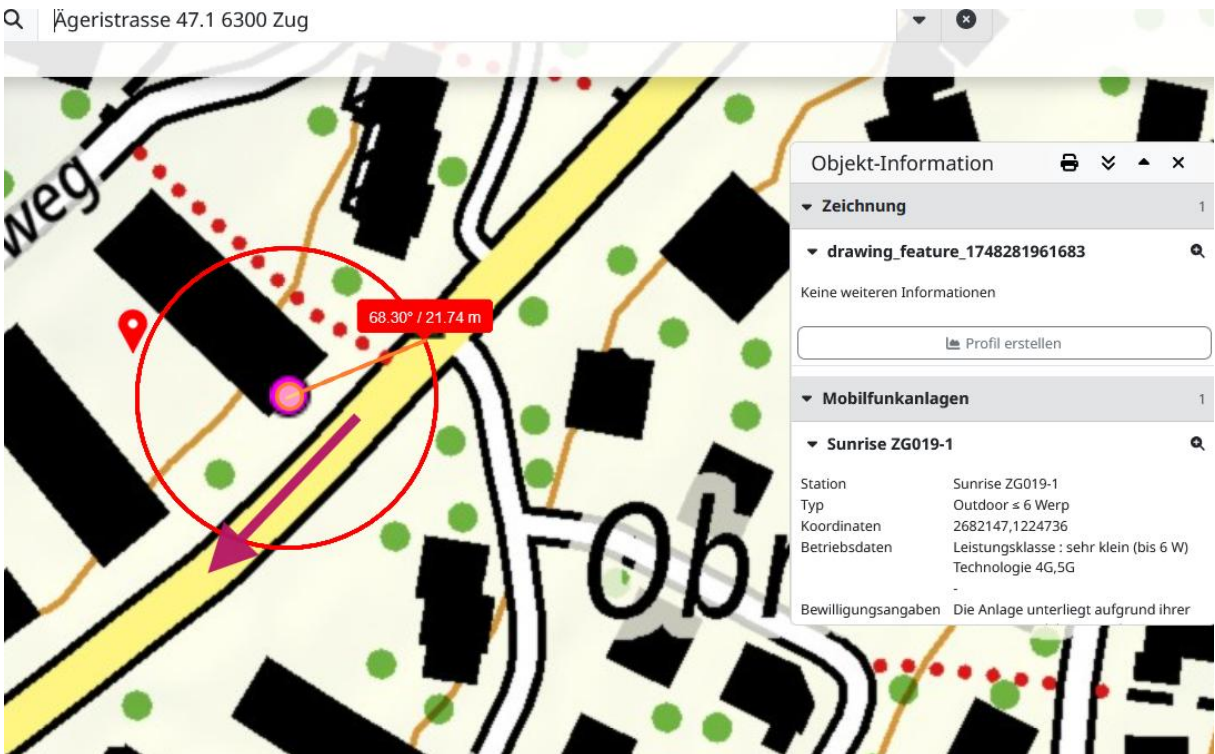 Ägeristrasse 47.1 6300 Zug
weg
68.30° / 21.74 m
Objekt-Information
Zeichnung 1
drawing_feature_1748281961683
Keine weiteren Informationen
Profil erstellen
Mobilfunkanlagen 1
Sunrise ZG019-1
Station Sunrise ZG019-1
Typ Outdoor ≤ 6 Werp
Koordinaten 2682147,1224736
Betriebsdaten Leistungsklasse : sehr klein (bis 6 W)
Technologie 4G,5G
-
Bewilligungsangaben Die Anlage unterliegt aufgrund ihrer